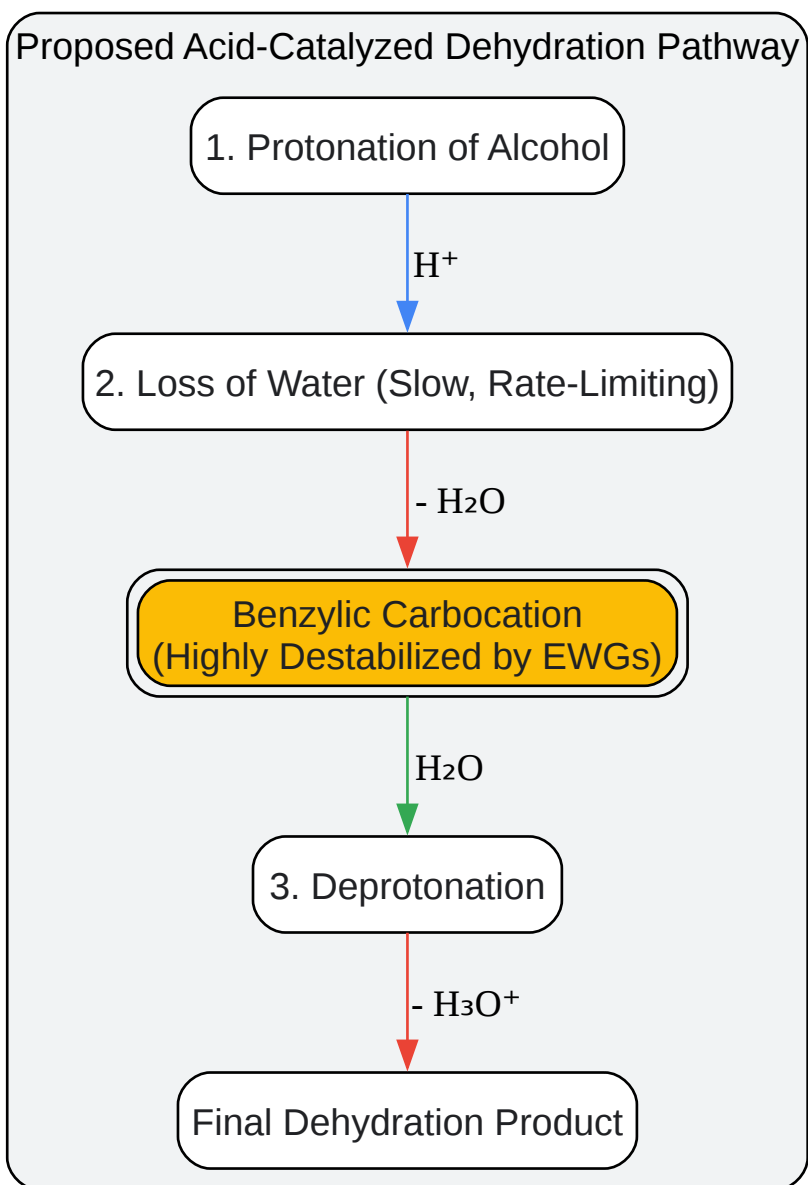 Proposed Acid-Catalyzed Dehydration Pathway
1. Protonation of Alcohol
H⁺
2. Loss of Water (Slow, Rate-Limiting)
- H₂O
Benzylic Carbocation
(Highly Destabilized by EWGs)
H₂O
3. Deprotonation
- H₃O⁺
Final Dehydration Product